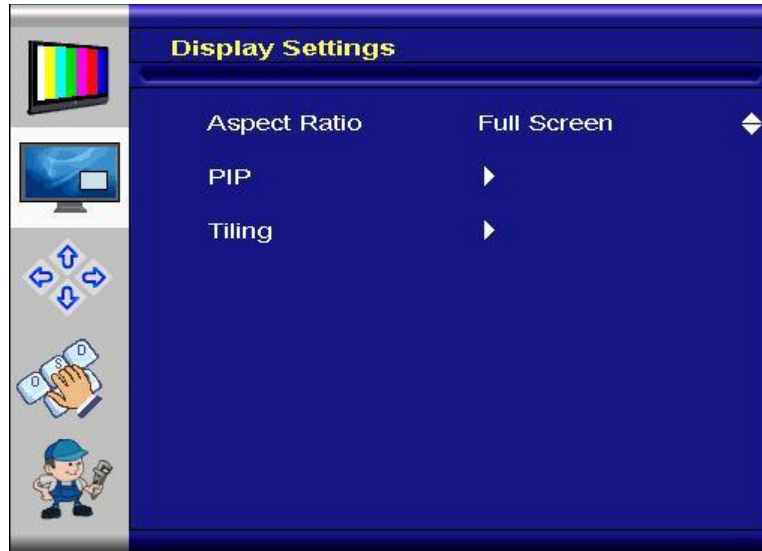 Display Settings
Aspect Ratio Full Screen
PIP
Tiling
O S D